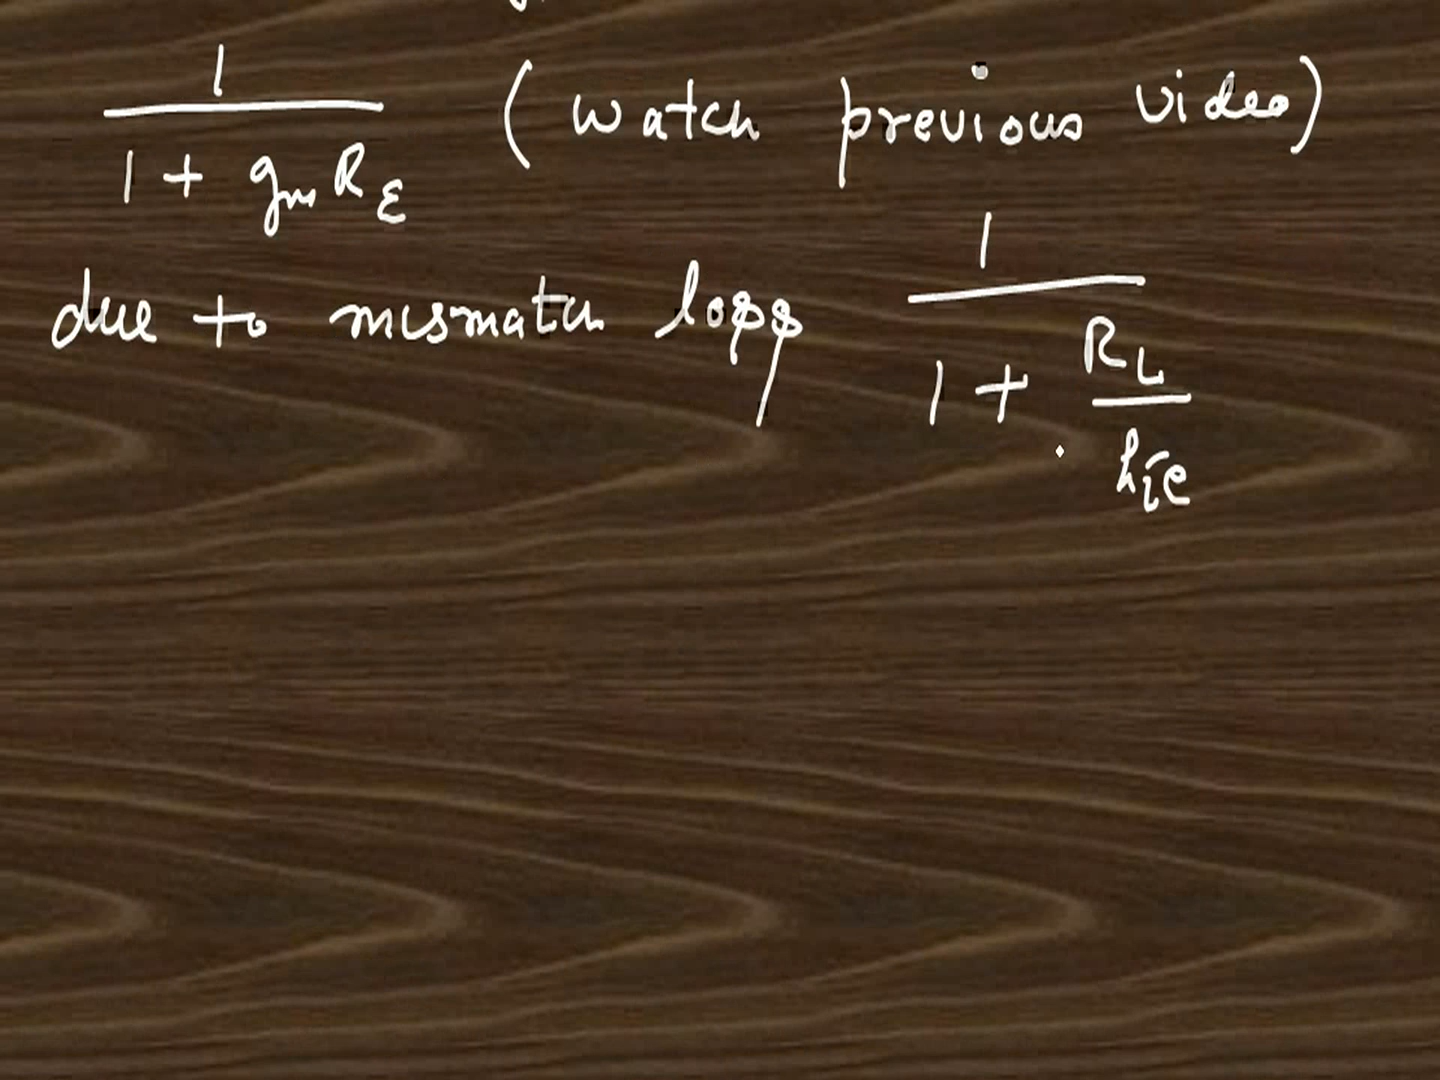 1 / (1 + gmRE) (watch previous video)
due to mismatch loss, 1 / (1 + RL / hie)